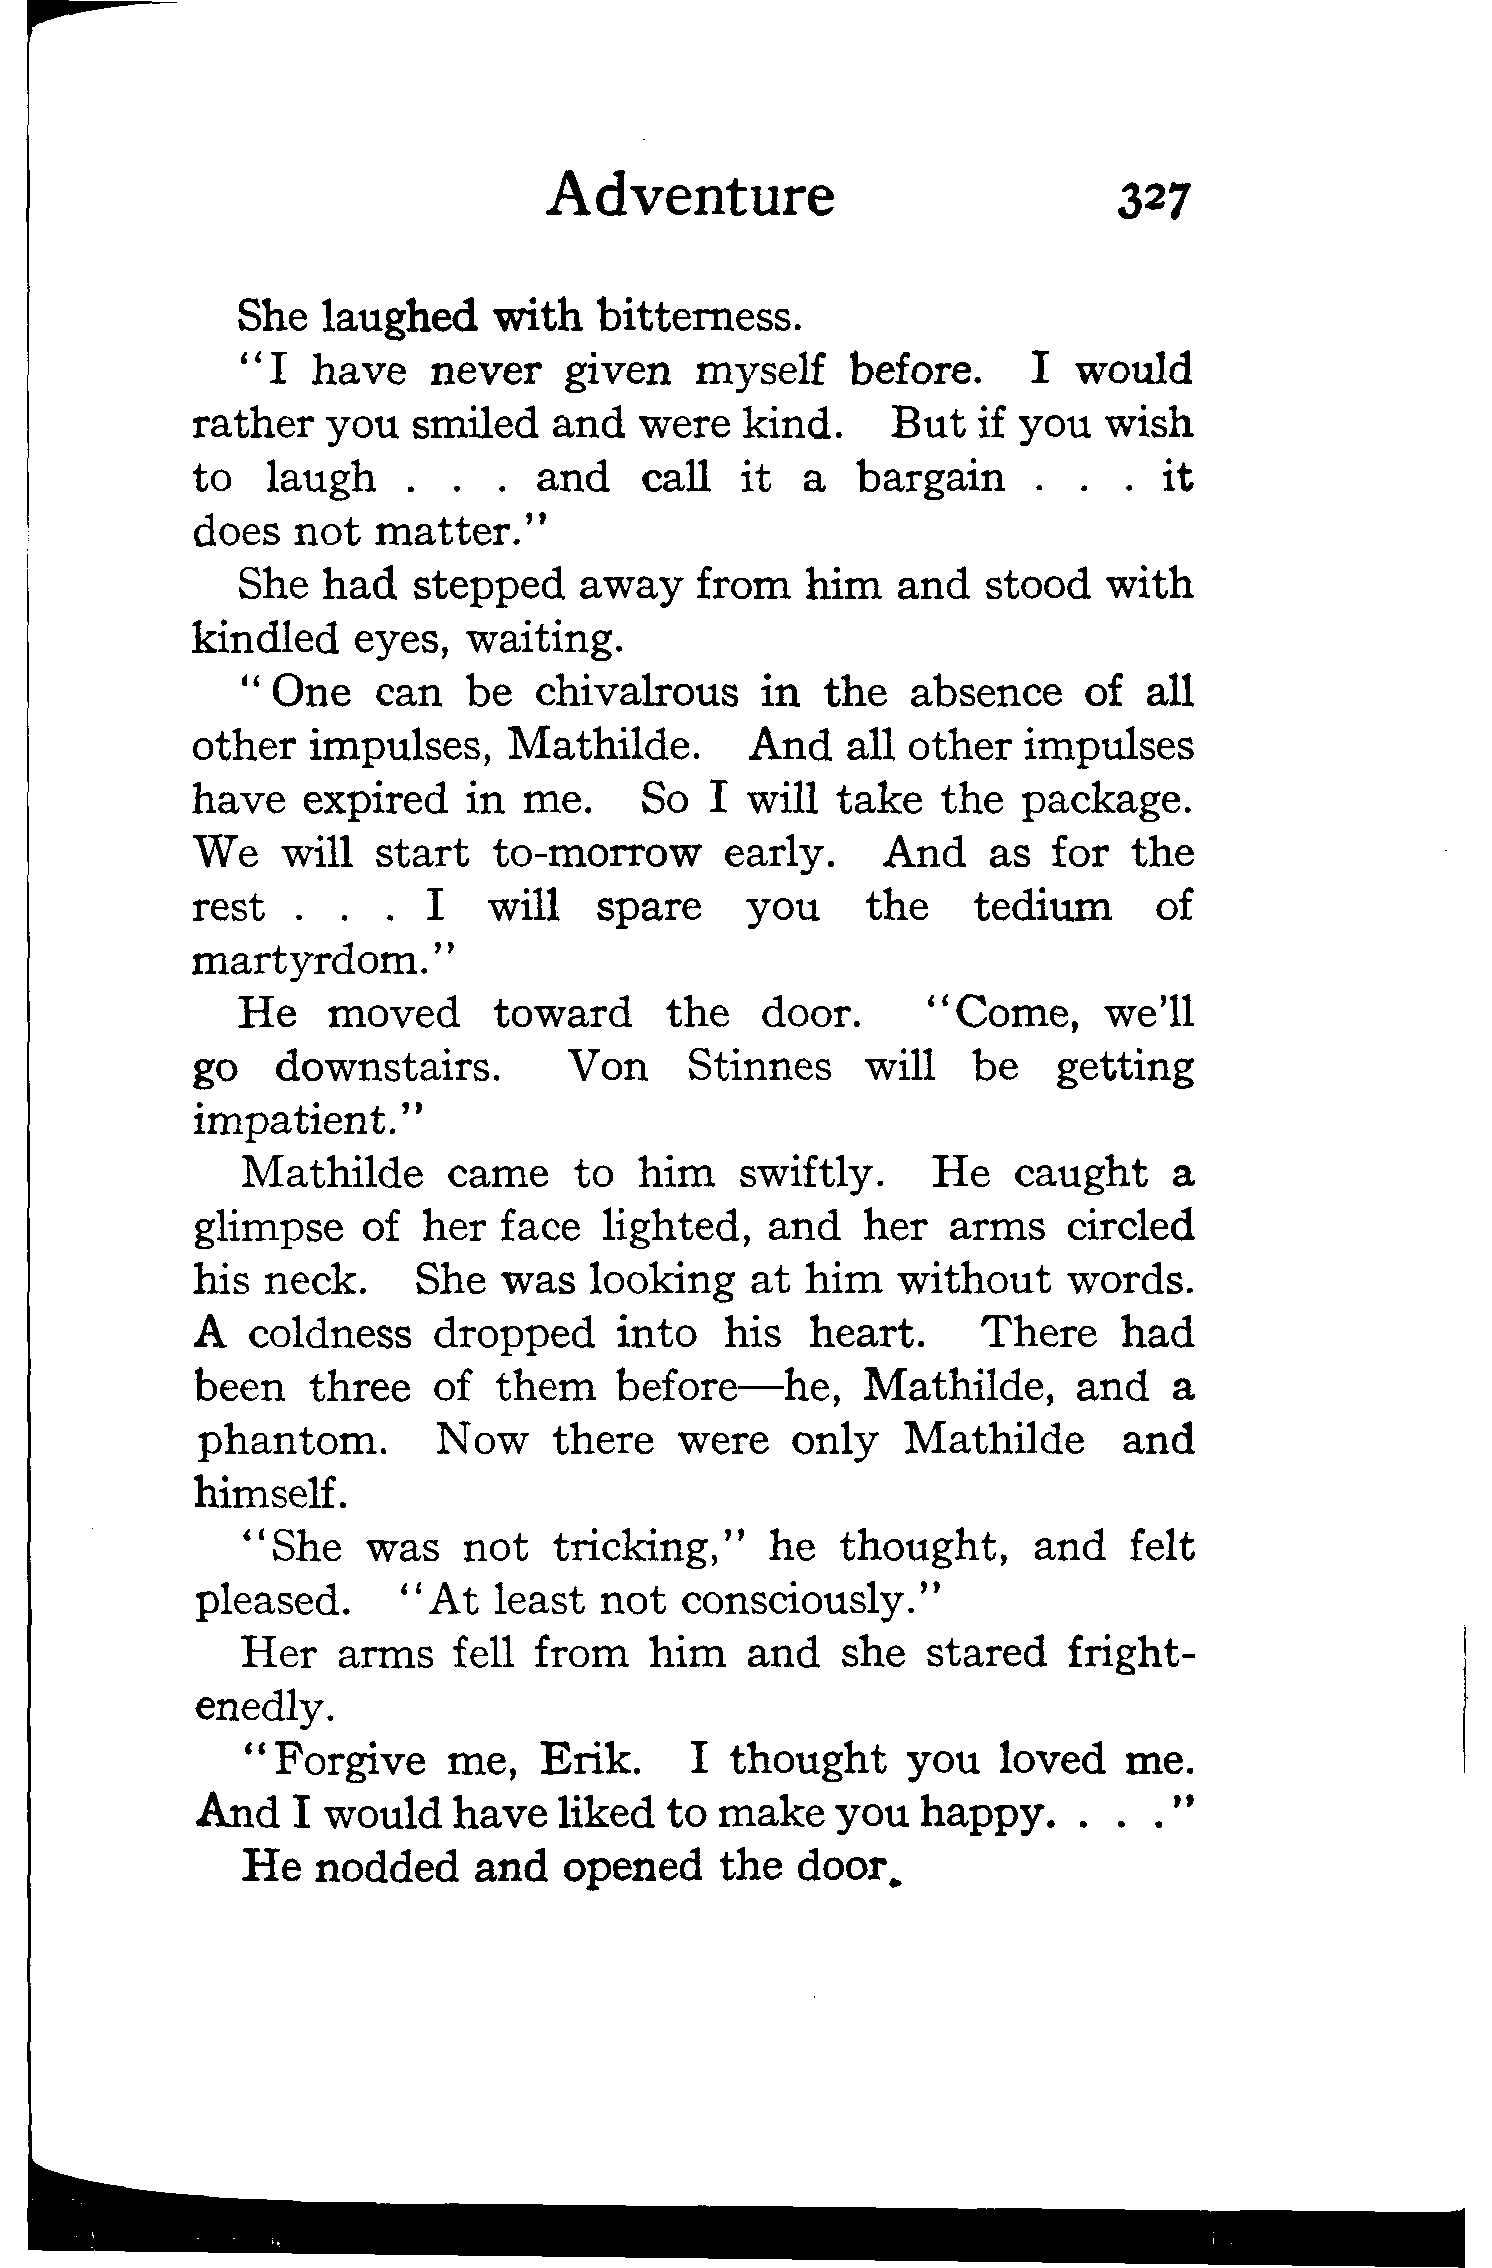 Adventure 327
She laughed with bitterness.
"I have never given myself before. I would
rather you smiled and were kind. But if you wish
to laugh . . . and call it a bargain . . . it
does not matter."
She had stepped away from him and stood with
kindled eyes, waiting.
"One can be chivalrous in the absence of all
other impulses, Mathilde. And all other impulses
have expired in me. So I will take the package.
We will start to-morrow early. And as for the
rest . . . I will spare you the tedium of
martyrdom."
He moved toward the door. "Come, we'll
go downstairs. Von Stinnes will be getting
impatient."
Mathilde came to him swiftly. He caught a
glimpse of her face lighted, and her arms circled
his neck. She was looking at him without words.
A coldness dropped into his heart. There had
been three of them before—he, Mathilde, and a
phantom. Now there were only Mathilde and
himself.
"She was not tricking," he thought, and felt
pleased. "At least not consciously."
Her arms fell from him and she stared fright-
enedly.
"Forgive me, Erik. I thought you loved me.
And I would have liked to make you happy. . . ."
He nodded and opened the door.